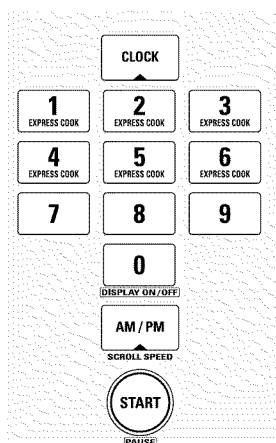 CLOCK
1 2 3
EXPRESS COOK EXPRESS COOK EXPRESS COOK
4 5 6
EXPRESS COOK EXPRESS COOK EXPRESS COOK
7 8 9
0
DISPLAY ON/OFF
AM / PM
SCROLL SPEED
START
PAUSE